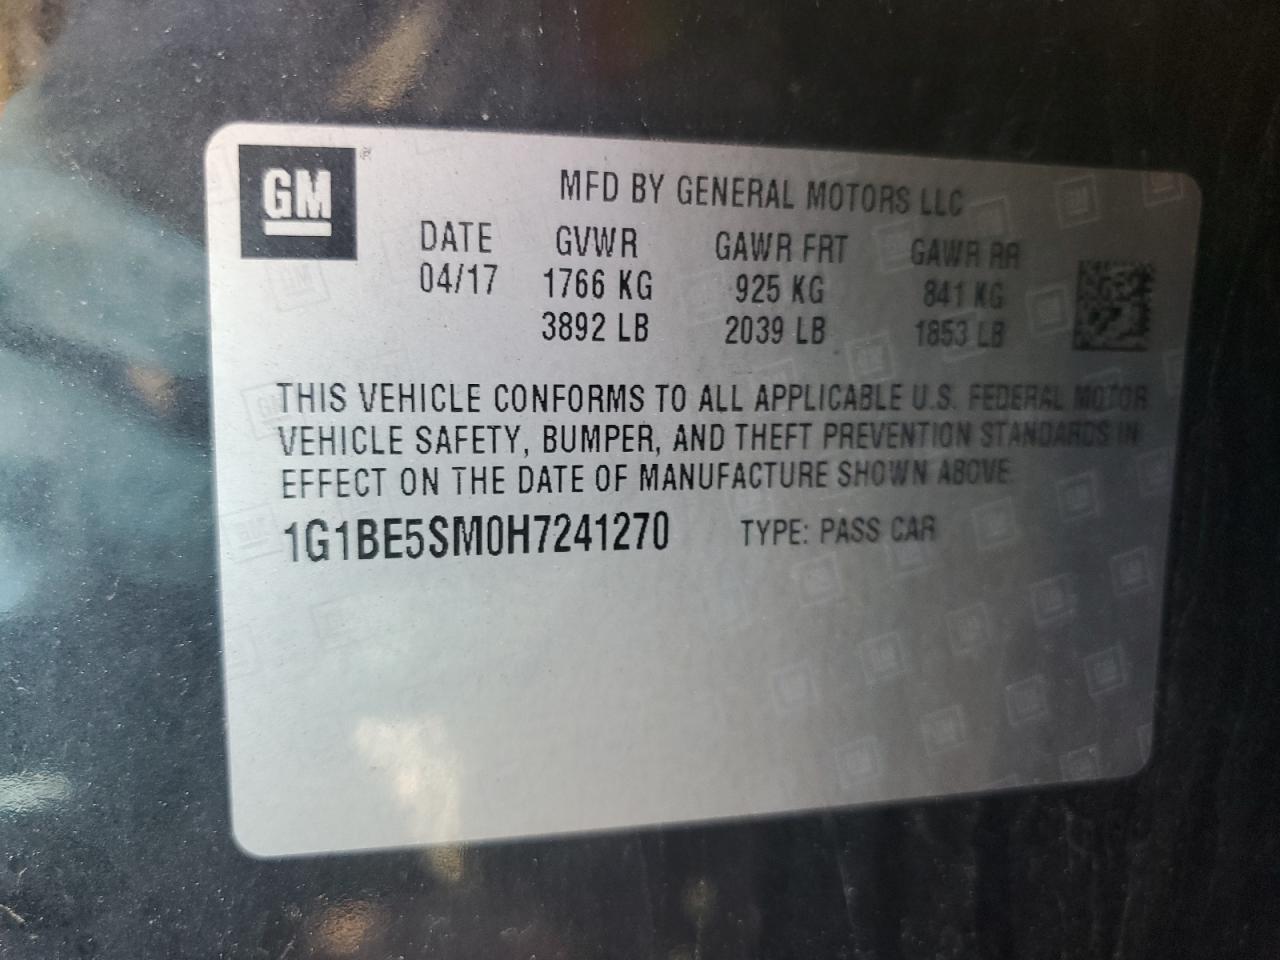 GM
MFD BY GENERAL MOTORS LLC
DATE GVWR GAWR FRT GAWR RR
04/17 1766 KG 925 KG 841 KG
3892 LB 2039 LB 1853 LB
THIS VEHICLE CONFORMS TO ALL APPLICABLE U.S. FEDERAL MOTOR
VEHICLE SAFETY, BUMPER, AND THEFT PREVENTION STANDARDS IN
EFFECT ON THE DATE OF MANUFACTURE SHOWN ABOVE.
1G1BE5SM0H7241270 TYPE: PASS CAR